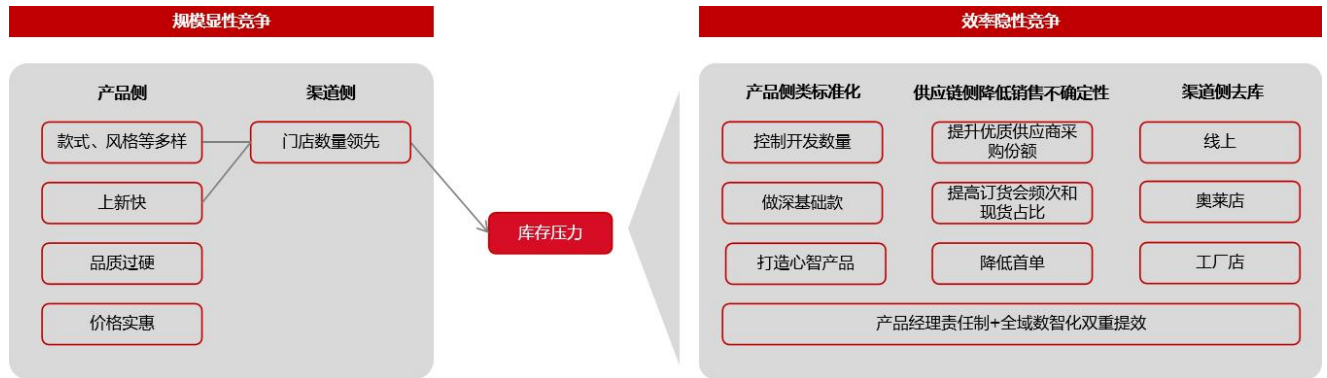 规模显性竞争
产品侧
渠道侧
款式、风格等多样
门店数量领先
上新快
品质过硬
价格实惠
库存压力
效率隐性竞争
产品侧类标准化
供应链侧降低销售不确定性
渠道侧去库
控制开发数量
提升优质供应商采
购份额
线上
做深基础款
提高订货会频次和
现货占比
奥莱店
打造心智产品
降低首单
工厂店
产品经理责任制+全域数智化双重提效